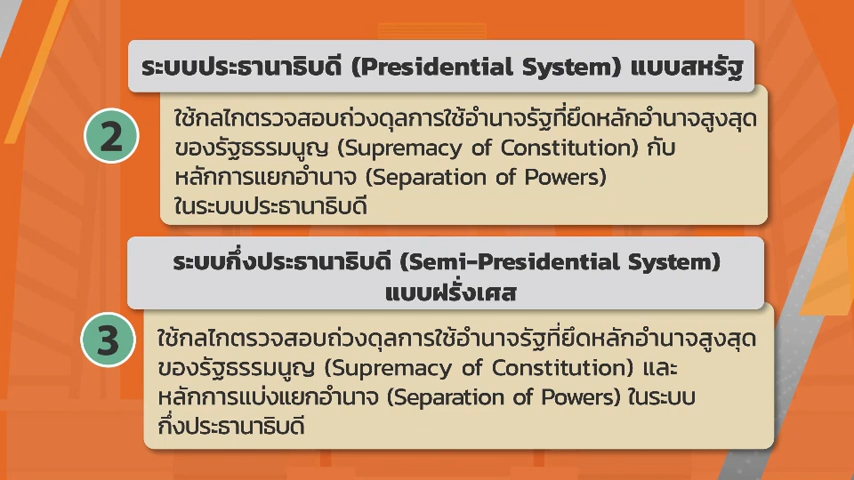 ระบบประธานาธิบดี (Presidential System) แบบสหรัฐ
2
ใช้กลไกตรวจสอบถ่วงดุลการใช้อำนาจรัฐที่ยึดหลักอำนาจสูงสุด
ของรัฐธรรมนูญ (Supremacy of Constitution) กับ
หลักการแยกอำนาจ (Separation of Powers)
ในระบบประธานาธิบดี
ระบบกึ่งประธานาธิบดี (Semi-Presidential System)
แบบฝรั่งเศส
3
ใช้กลไกตรวจสอบถ่วงดุลการใช้อำนาจรัฐที่ยึดหลักอำนาจสูงสุด
ของรัฐธรรมนูญ (Supremacy of Constitution) และ
หลักการแบ่งแยกอำนาจ (Separation of Powers) ในระบบ
กึ่งประธานาธิบดี